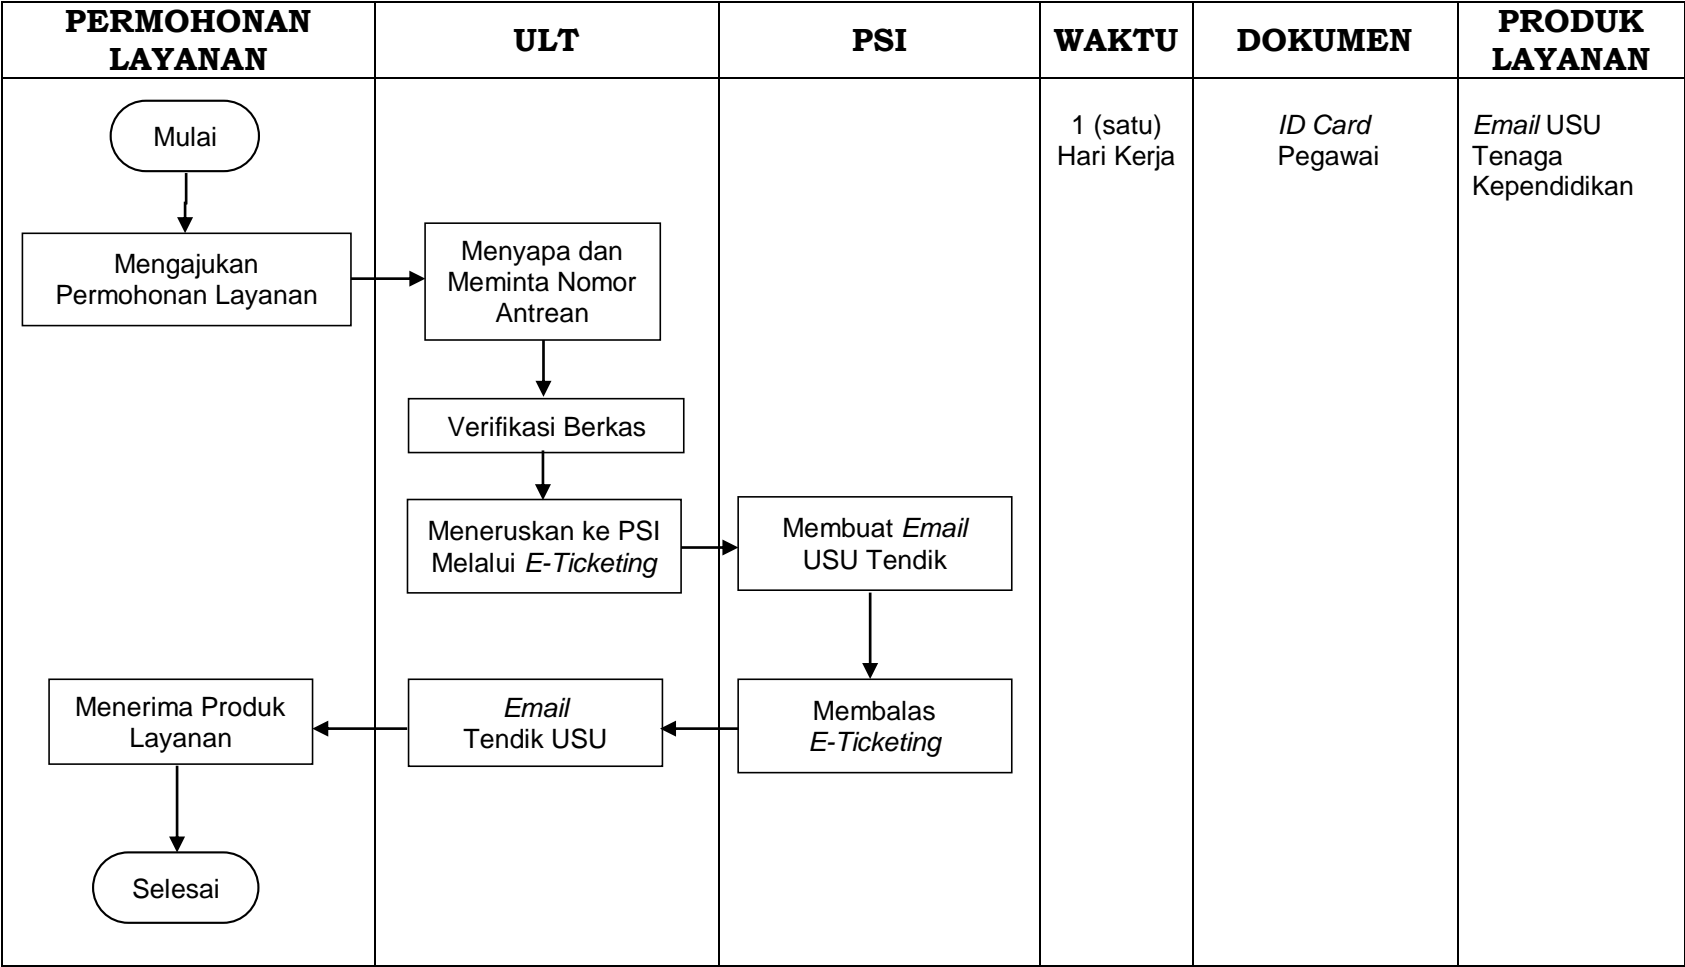 PERMOHONAN
LAYANAN
ULT
PSI
WAKTU
DOKUMEN
PRODUK
LAYANAN
Mulai
1 (satu)
Hari Kerja
ID Card
Pegawai
Email USU
Tenaga
Kependidikan
Mengajukan
Permohonan Layanan
Menyapa dan
Meminta Nomor
Antrean
Verifikasi Berkas
Meneruskan ke PSI
Melalui E-Ticketing
Membuat Email
USU Tendik
Membalas
E-Ticketing
Email
Tendik USU
Menerima Produk
Layanan
Selesai